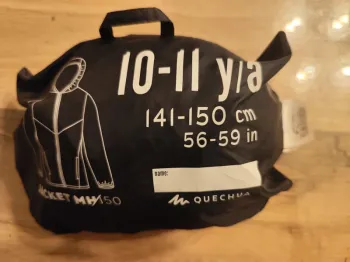 10-11 y/a
141-150 cm
56-59 in
name:
JACKET MH150
QUECHUA